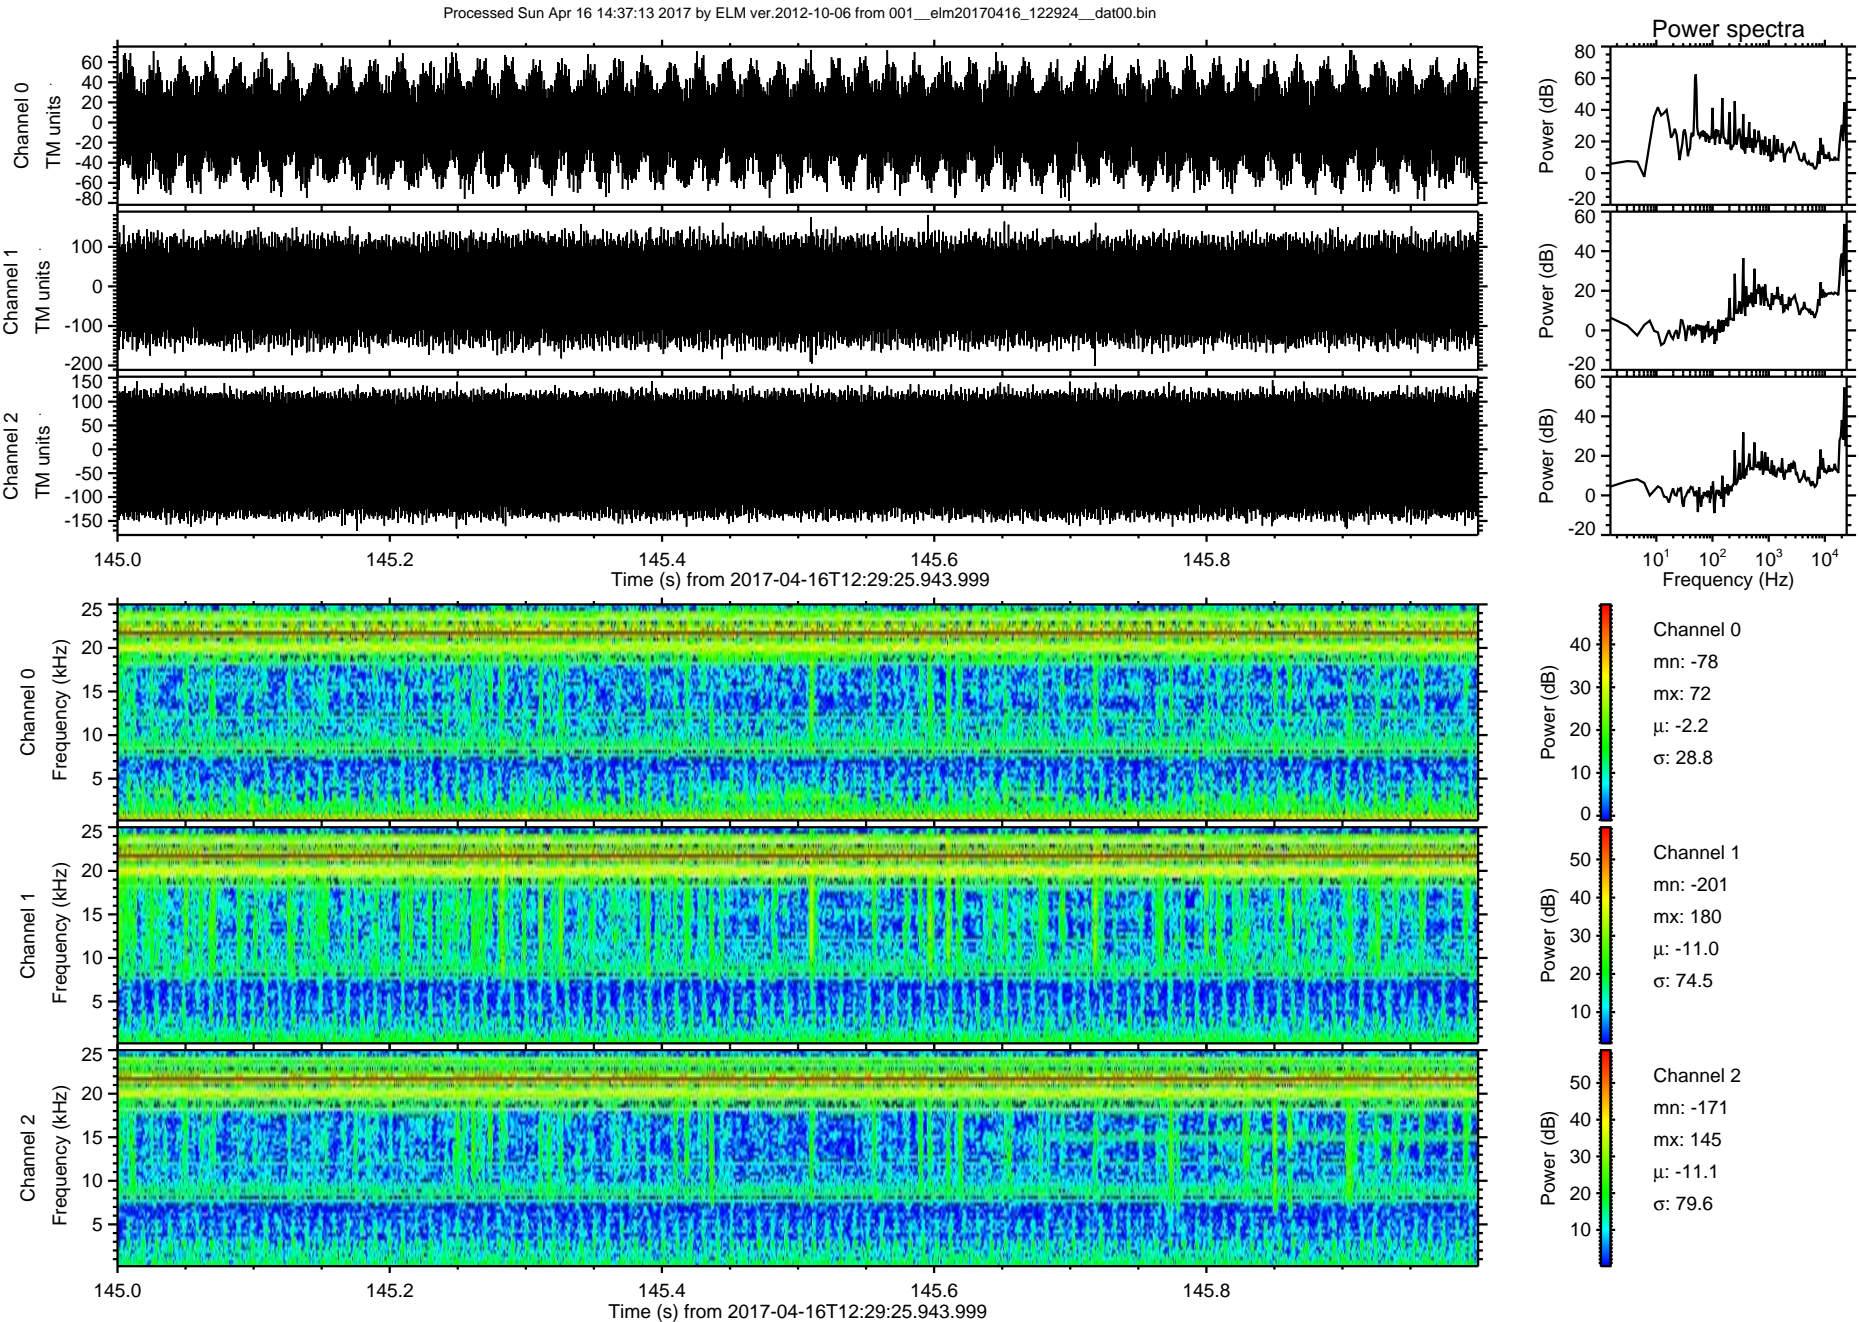 Processed Sun Apr 16 14:37:13 2017 by ELM ver.2012-10-06 from 001__elm20170416_122924__dat00.bin
Power spectra
Channel 0
TM units
60
40
20
0
-20
-40
-60
-80
Power (dB)
80
60
40
20
0
-20
Channel 1
TM units
100
0
-100
-200
Power (dB)
60
40
20
0
-20
Channel 2
TM units
150
100
50
0
-50
-100
-150
Power (dB)
60
40
20
0
-20
145.0 145.2 145.4 145.6 145.8
Time (s) from 2017-04-16T12:29:25.943.999
10^1 10^2 10^3 10^4
Frequency (Hz)
Channel 0
Frequency (kHz)
25
20
15
10
5
Power (dB)
40
30
20
10
0
Channel 0
mn: -78
mx: 72
μ: -2.2
σ: 28.8
Channel 1
Frequency (kHz)
25
20
15
10
5
Power (dB)
50
40
30
20
10
Channel 1
mn: -201
mx: 180
μ: -11.0
σ: 74.5
Channel 2
Frequency (kHz)
25
20
15
10
5
Power (dB)
50
40
30
20
10
Channel 2
mn: -171
mx: 145
μ: -11.1
σ: 79.6
145.0 145.2 145.4 145.6 145.8
Time (s) from 2017-04-16T12:29:25.943.999